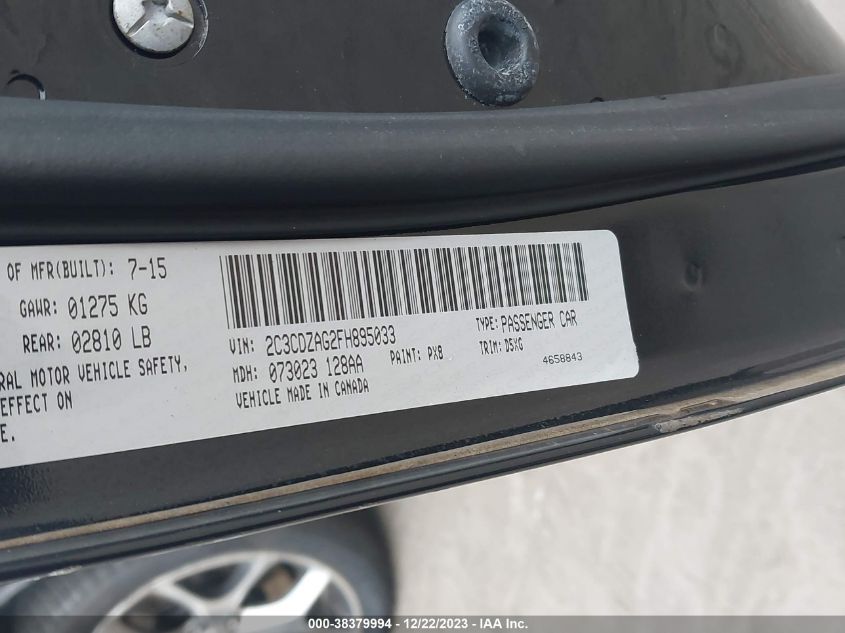 OF MFR(BUILT): 7-15
GAWR: 01275 KG
REAR: 02810 LB
RAL MOTOR VEHICLE SAFETY,
EFFECT ON
E.
VIN: 2C3CDZAG2FH895033
TYPE: PASSENGER CAR
MDH: 073023 128AA
PAINT: PX8
TRIM: D5XG
VEHICLE MADE IN CANADA
4658843
000-38379994 | 12/22/2023 - IAA Inc.